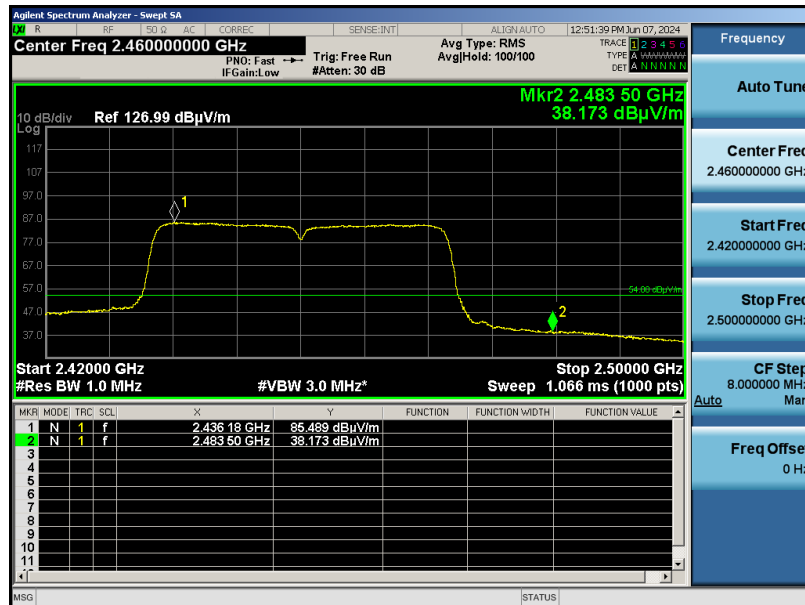 Agilent Spectrum Analyzer - Swept SA
LXI R RF 50 Ω AC CORREC SENSE:INT ALIGN AUTO 12:51:39 PM Jun 07, 2024
Center Freq 2.460000000 GHz
PNO: Fast
IFGain:Low
Trig: Free Run
#Atten: 30 dB
Avg Type: RMS
Avg|Hold: 100/100
TRACE 1 2 3 4 5 6
TYPE A WWWWW
DET A N N N N N
Mkr2 2.483 50 GHz
38.173 dBµV/m
10 dB/div
Log
Ref 126.99 dBµV/m
117
107
97.0
87.0
77.0
67.0
57.0
47.0
37.0
1
2
54.00 dBµV/m
Start 2.42000 GHz Stop 2.50000 GHz
#Res BW 1.0 MHz #VBW 3.0 MHz* Sweep 1.066 ms (1000 pts)
MKR MODE TRC SCL X Y FUNCTION FUNCTION WIDTH FUNCTION VALUE
1 N 1 f 2.436 18 GHz 85.489 dBµV/m
2 N 1 f 2.483 50 GHz 38.173 dBµV/m
3
4
5
6
7
8
9
10
11
MSG STATUS
Frequency
Auto Tune
Center Freq
2.460000000 GHz
Start Freq
2.420000000 GHz
Stop Freq
2.500000000 GHz
CF Step
8.000000 MHz
Auto Man
Freq Offset
0 Hz